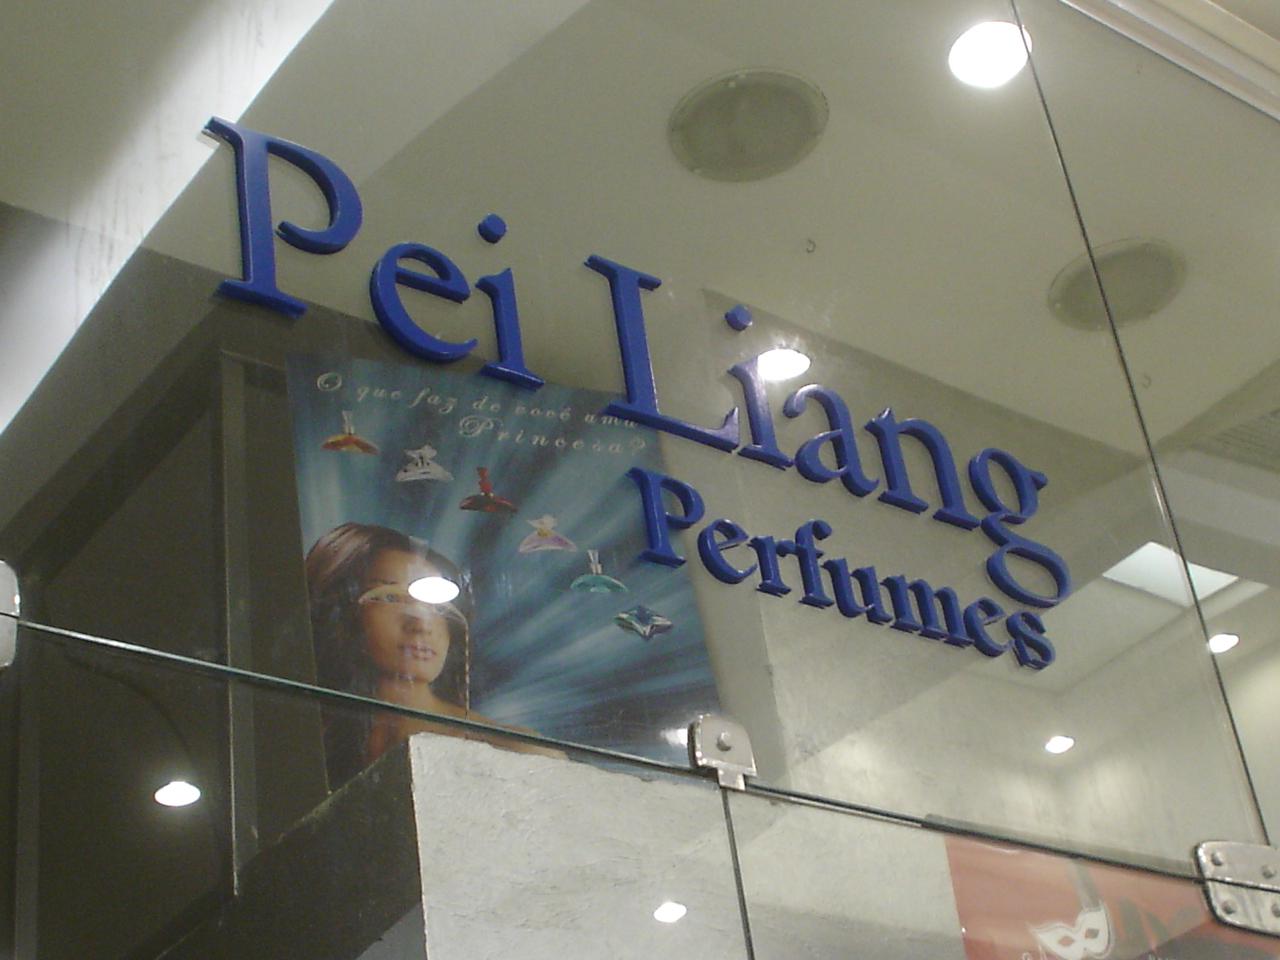 Pei Liang
Perfumes
O que faz de você uma
Princesa?